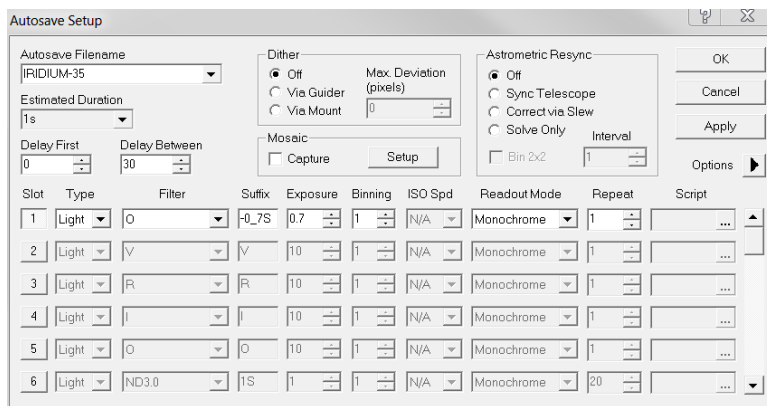 Autosave Setup
Autosave Filename
IRIDIUM-35
Estimated Duration
1s
Delay First Delay Between
0 30
Dither
Off Max. Deviation
Via Guider (pixels)
Via Mount 0
Mosaic
Capture Setup
Astrometric Resync
Off
Sync Telescope
Correct via Slew
Solve Only Interval
Bin 2x2 1
OK
Cancel
Apply
Options
Slot Type Filter Suffix Exposure Binning ISO Spd Readout Mode Repeat Script
1 Light O -0_7S 0.7 1 N/A Monochrome 1 ...
2 Light V V 10 1 N/A Monochrome 1 ...
3 Light R R 10 1 N/A Monochrome 1 ...
4 Light I I 10 1 N/A Monochrome 1 ...
5 Light O O 10 1 N/A Monochrome 1 ...
6 Light ND3.0 1S 1 1 N/A Monochrome 20 ...